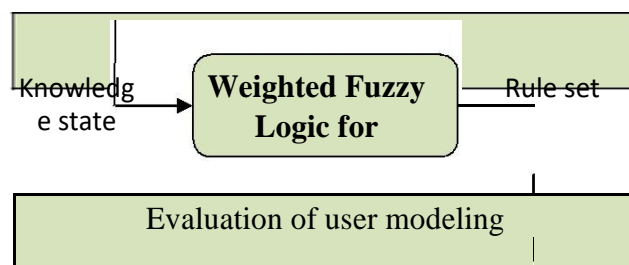 Knowledg
e state
Weighted Fuzzy
Logic for
Rule set
Evaluation of user modeling